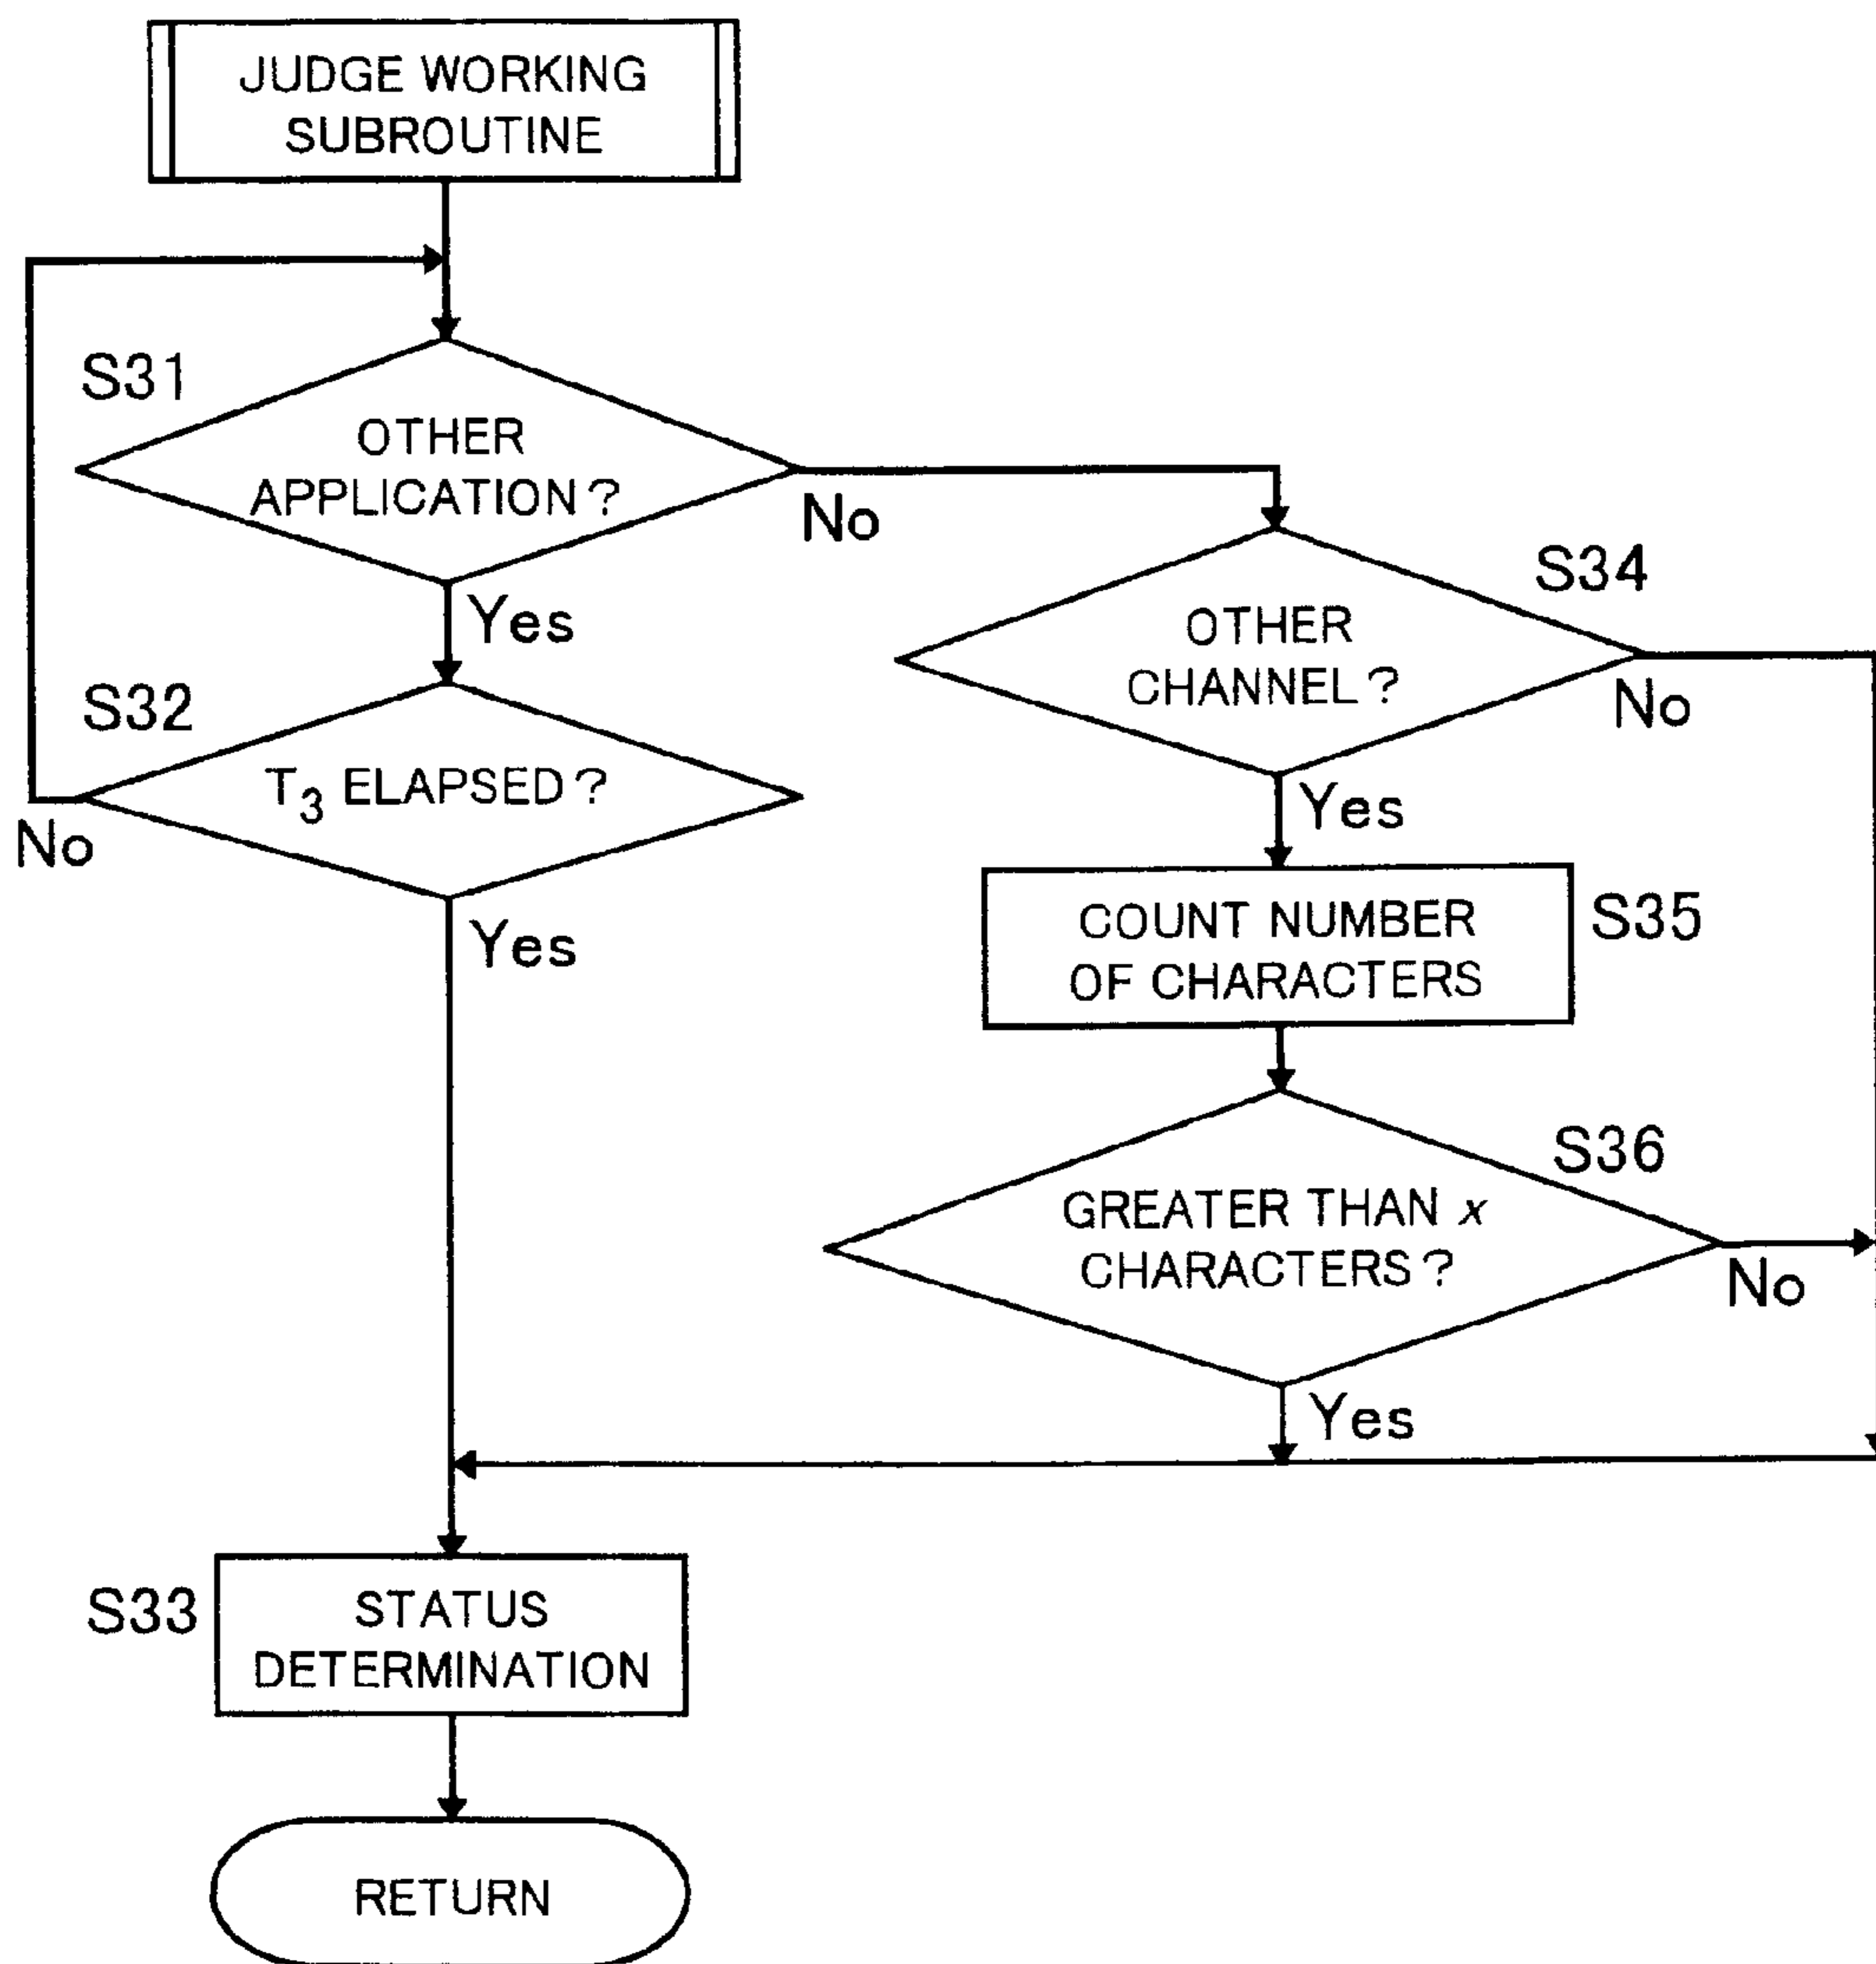 JUDGE WORKING
SUBROUTINE
S31
OTHER
APPLICATION ?
No
Yes
S34
OTHER
CHANNEL ?
No
Yes
S32
T3 ELAPSED ?
No
Yes
COUNT NUMBER
OF CHARACTERS
S35
S36
GREATER THAN x
CHARACTERS ?
No
Yes
S33
STATUS
DETERMINATION
RETURN